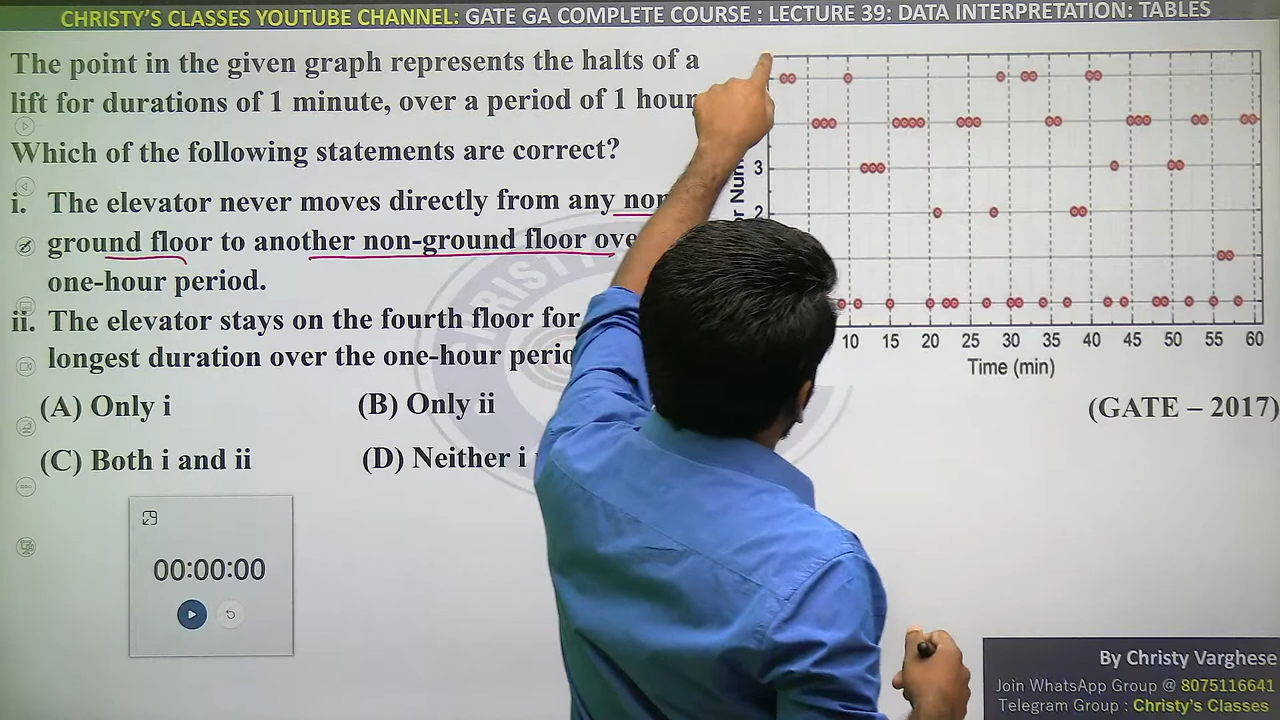 CHRISTY'S CLASSES YOUTUBE CHANNEL: GATE GA COMPLETE COURSE : LECTURE 39: DATA INTERPRETATION: TABLES
The point in the given graph represents the halts of a
lift for durations of 1 minute, over a period of 1 hour
Which of the following statements are correct?
i. The elevator never moves directly from any non
ground floor to another non-ground floor ove
one-hour period.
ii. The elevator stays on the fourth floor for
longest duration over the one-hour perio
(A) Only i
(B) Only ii
(C) Both i and ii
(D) Neither i
3
2
10 15 20 25 30 35 40 45 50 55 60
Time (min)
(GATE – 2017)
00:00:00
By Christy Varghese
Join WhatsApp Group @ 8075116641
Telegram Group : Christy's Classes